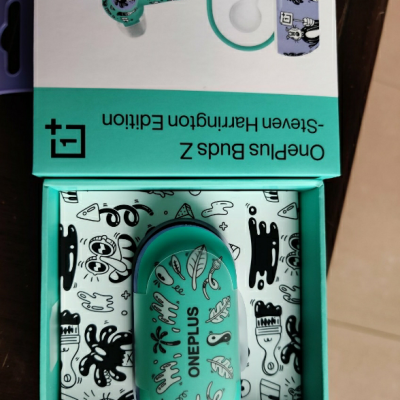 OnePlus Buds Z
-Steven Harrington Edition
ONEPLUS